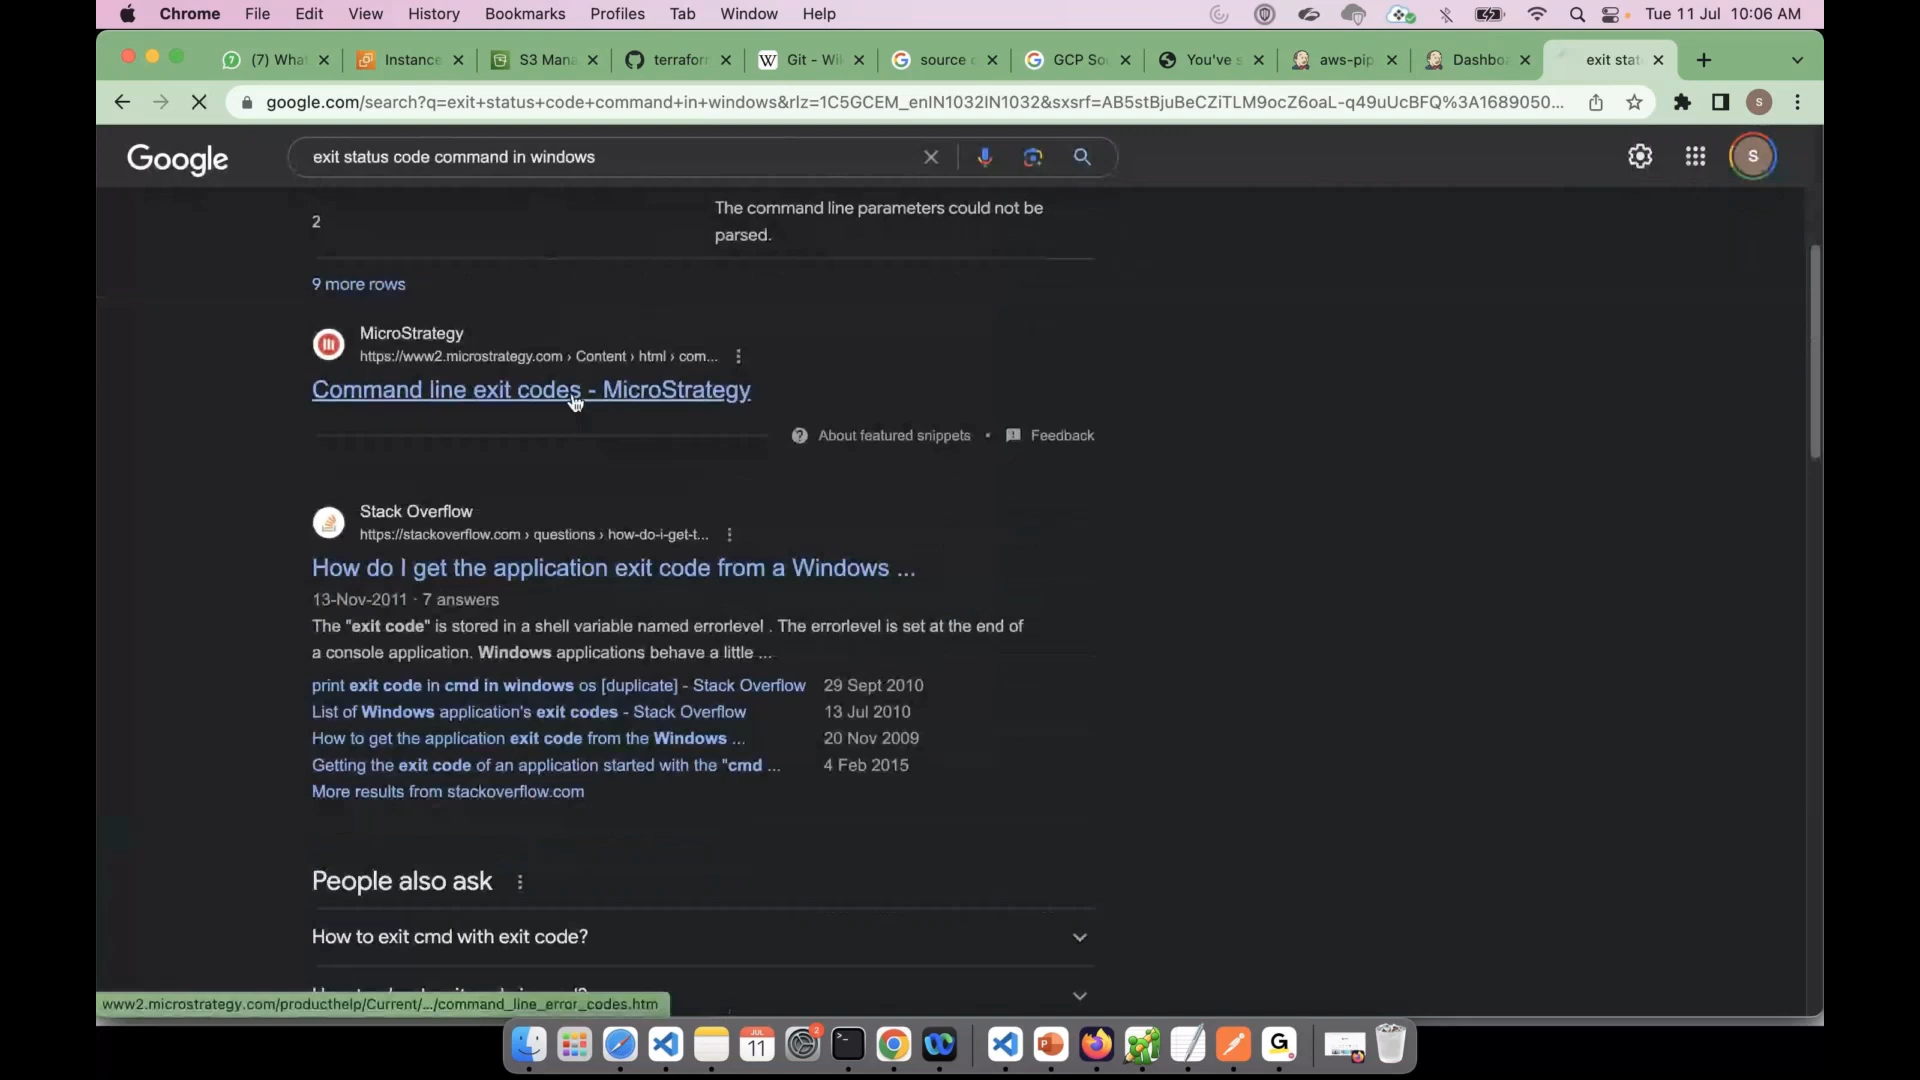 Chrome File Edit View History Bookmarks Profiles Tab Window Help Tue 11 Jul 10:06 AM
(7) Wha Instance S3 Mana terrafor Git - Wi source c GCP So You've s aws-pip Dashbo exit stat
google.com/search?q=exit+status+code+command+in+windows&rlz=1C5GCEM_enIN1032IN1032&sxsrf=AB5stBjuBeCZiTLM9ocZ6oaL-q49uUcBFQ%3A1689050... S
Google exit status code command in windows S
The command line parameters could not be
2
parsed.
9 more rows
MicroStrategy
https://www2.microstrategy.com › Content › html › com...
Command line exit codes - MicroStrategy
About featured snippets • Feedback
Stack Overflow
https://stackoverflow.com › questions › how-do-i-get-t...
How do I get the application exit code from a Windows ...
13-Nov-2011 · 7 answers
The "exit code" is stored in a shell variable named errorlevel . The errorlevel is set at the end of
a console application. Windows applications behave a little ...
print exit code in cmd in windows os [duplicate] - Stack Overflow 29 Sept 2010
List of Windows application's exit codes - Stack Overflow 13 Jul 2010
How to get the application exit code from the Windows ... 20 Nov 2009
Getting the exit code of an application started with the "cmd ... 4 Feb 2015
More results from stackoverflow.com
People also ask
How to exit cmd with exit code?
www2.microstrategy.com/producthelp/Current/.../command_line_error_codes.htm
JUL
11
2